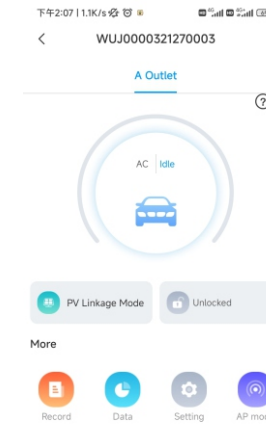 下午2:07 | 1.1K/s
WUJ0000321270003
A Outlet
AC | Idle
PV Linkage Mode
Unlocked
More
Record
Data
Setting
AP mo